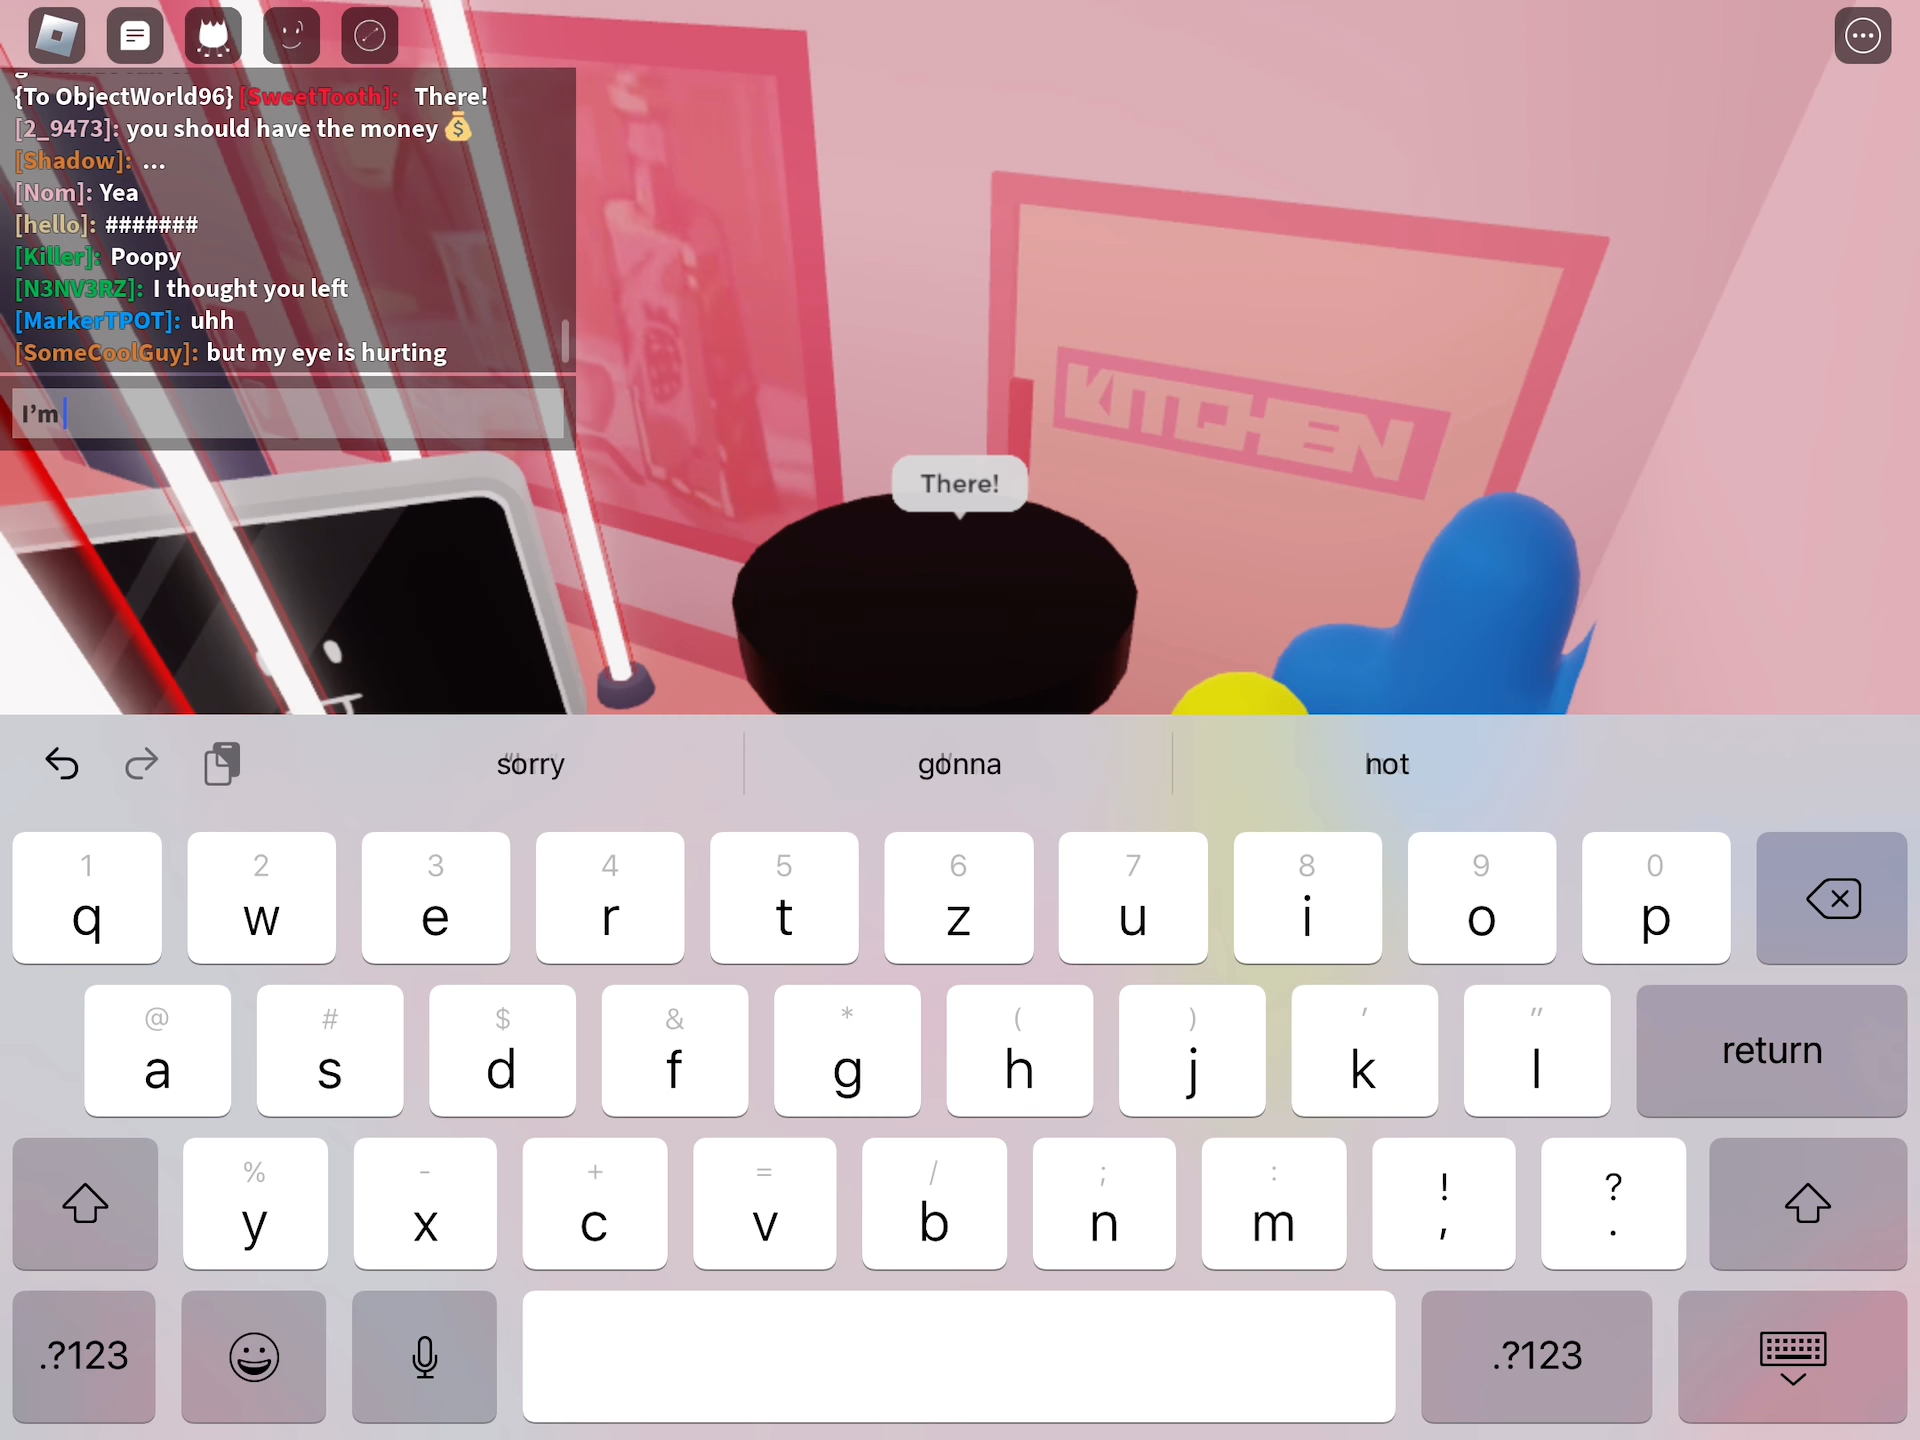 {To ObjectWorld96} [SweetTooth]: There!
[2_9473]: you should have the money 💰
[Shadow]: ...
[Nom]: Yea
[hello]: #######
[Killer]: Poopy
[N3NV3RZ]: I thought you left
[MarkerTPOT]: uhh
[SomeCoolGuy]: but my eye is hurting
I'm
KITCHEN
There!
sorry gonna not
1 2 3 4 5 6 7 8 9 0
q w e r t z u i o p
@ # $ & * ( ) ' "
a s d f g h j k l return
% - + = / ; : ! ?
y x c v b n m , .
.?123 .?123